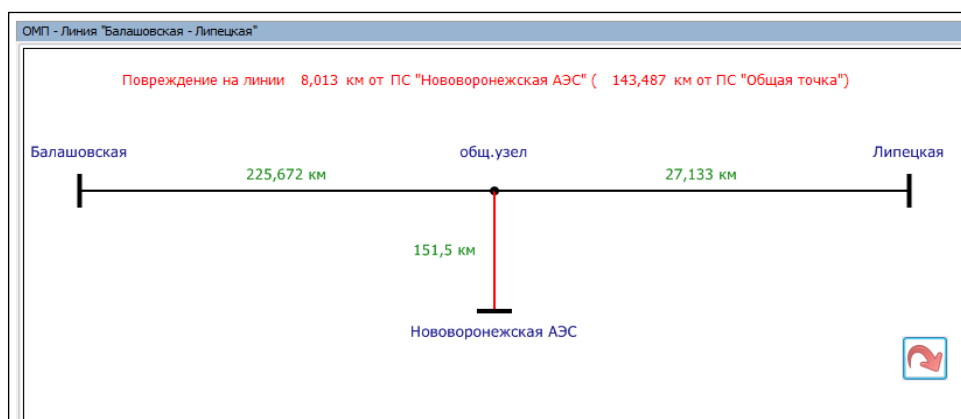 ОМП - Линия "Балашовская - Липецкая"
Повреждение на линии 8,013 км от ПС "Нововоронежская АЭС" ( 143,487 км от ПС "Общая точка")
Балашовская общ.узел Липецкая
225,672 км 27,133 км
151,5 км
Нововоронежская АЭС